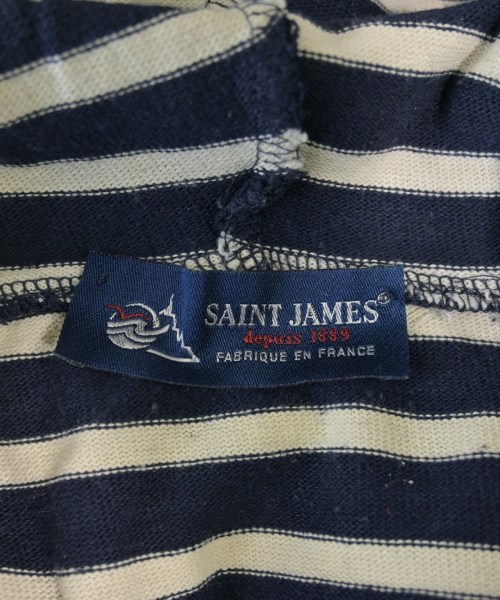 SAINT JAMES®
depuis 1889
FABRIQUE EN FRANCE